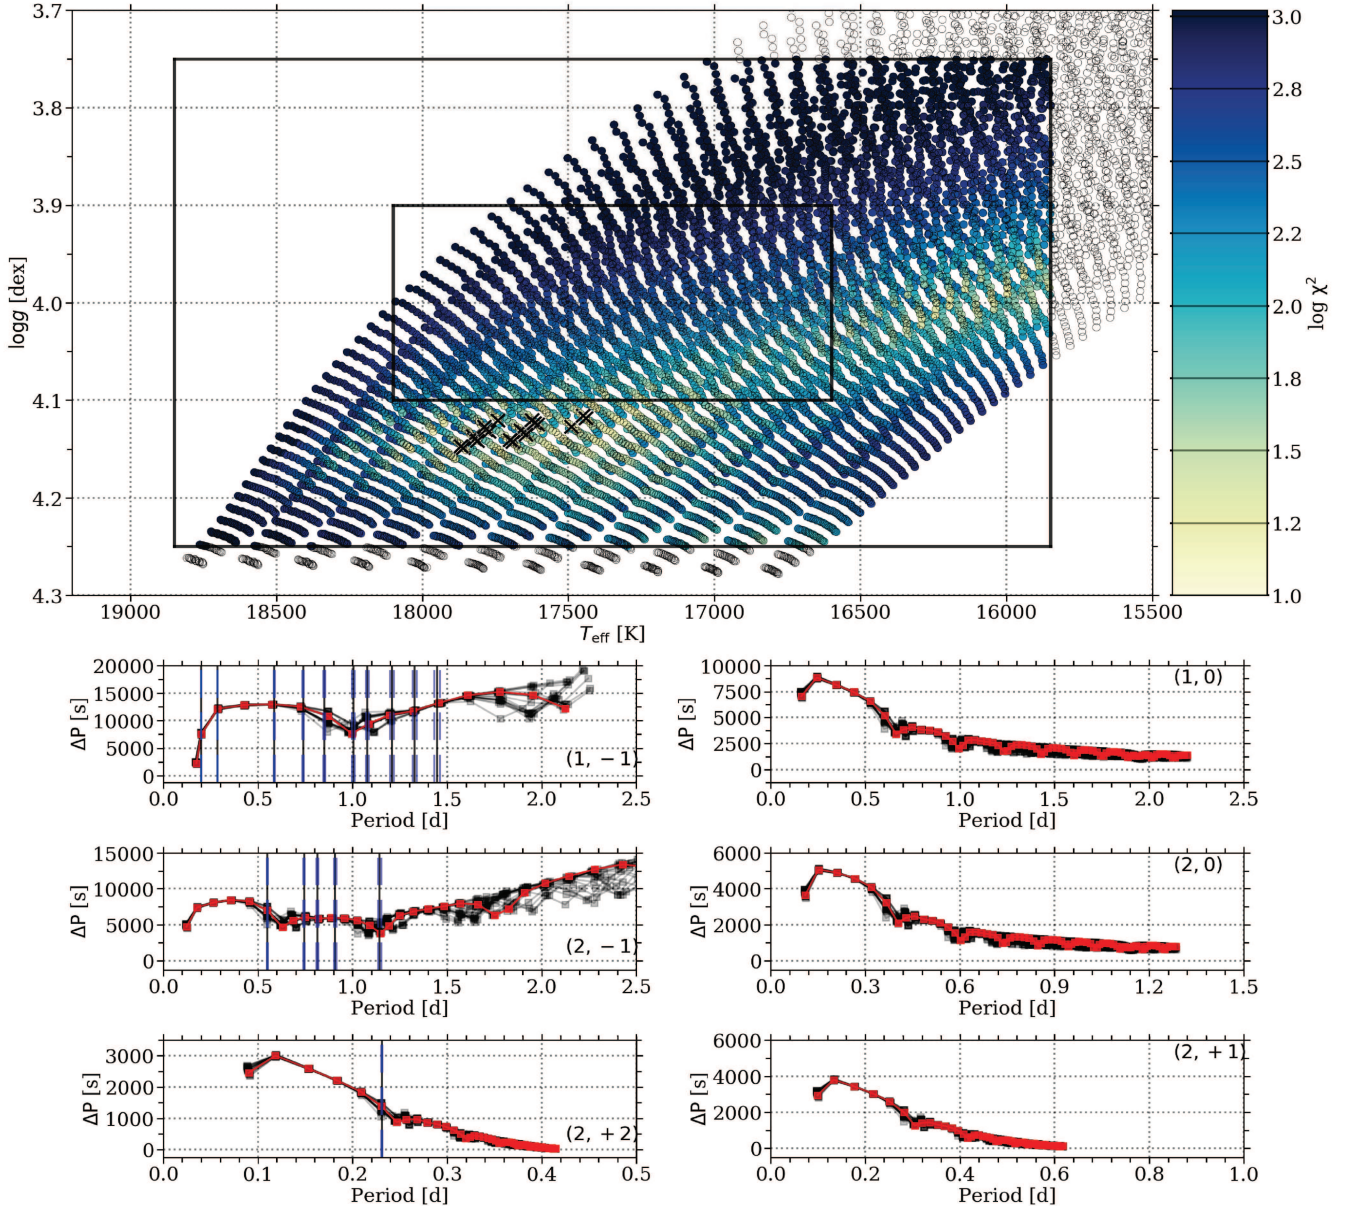 3.7
3.8
3.9
4.0
4.1
4.2
4.3
logg [dex]
19000 18500 18000 17500 17000 16500 16000 15500
Teff [K]
3.0
2.8
2.5
2.2
2.0
1.8
1.5
1.2
1.0
log χ²
20000
15000
10000
5000
0
ΔP [s]
(1, −1)
0.0 0.5 1.0 1.5 2.0 2.5
Period [d]
10000
7500
5000
2500
0
ΔP [s]
(1, 0)
0.0 0.5 1.0 1.5 2.0 2.5
Period [d]
15000
10000
5000
0
ΔP [s]
(2, −1)
0.0 0.5 1.0 1.5 2.0 2.5
Period [d]
6000
4000
2000
0
ΔP [s]
(2, 0)
0.0 0.3 0.6 0.9 1.2 1.5
Period [d]
3000
2000
1000
0
ΔP [s]
(2, +2)
0.0 0.1 0.2 0.3 0.4 0.5
Period [d]
6000
4000
2000
0
ΔP [s]
(2, +1)
0.0 0.2 0.4 0.6 0.8 1.0
Period [d]